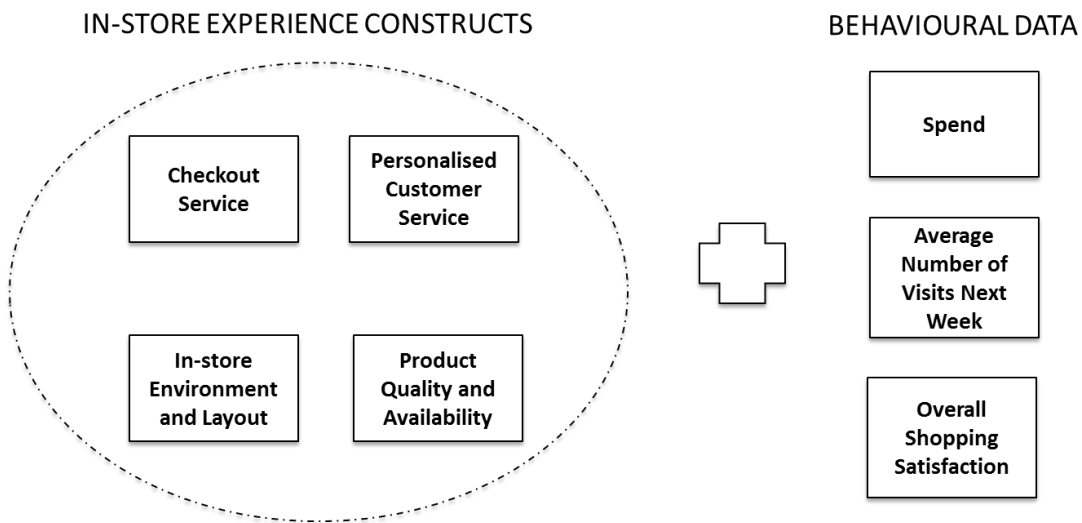 IN-STORE EXPERIENCE CONSTRUCTS
BEHAVIOURAL DATA
Checkout
Service
Personalised
Customer
Service
In-store
Environment
and Layout
Product
Quality and
Availability
Spend
Average
Number of
Visits Next
Week
Overall
Shopping
Satisfaction